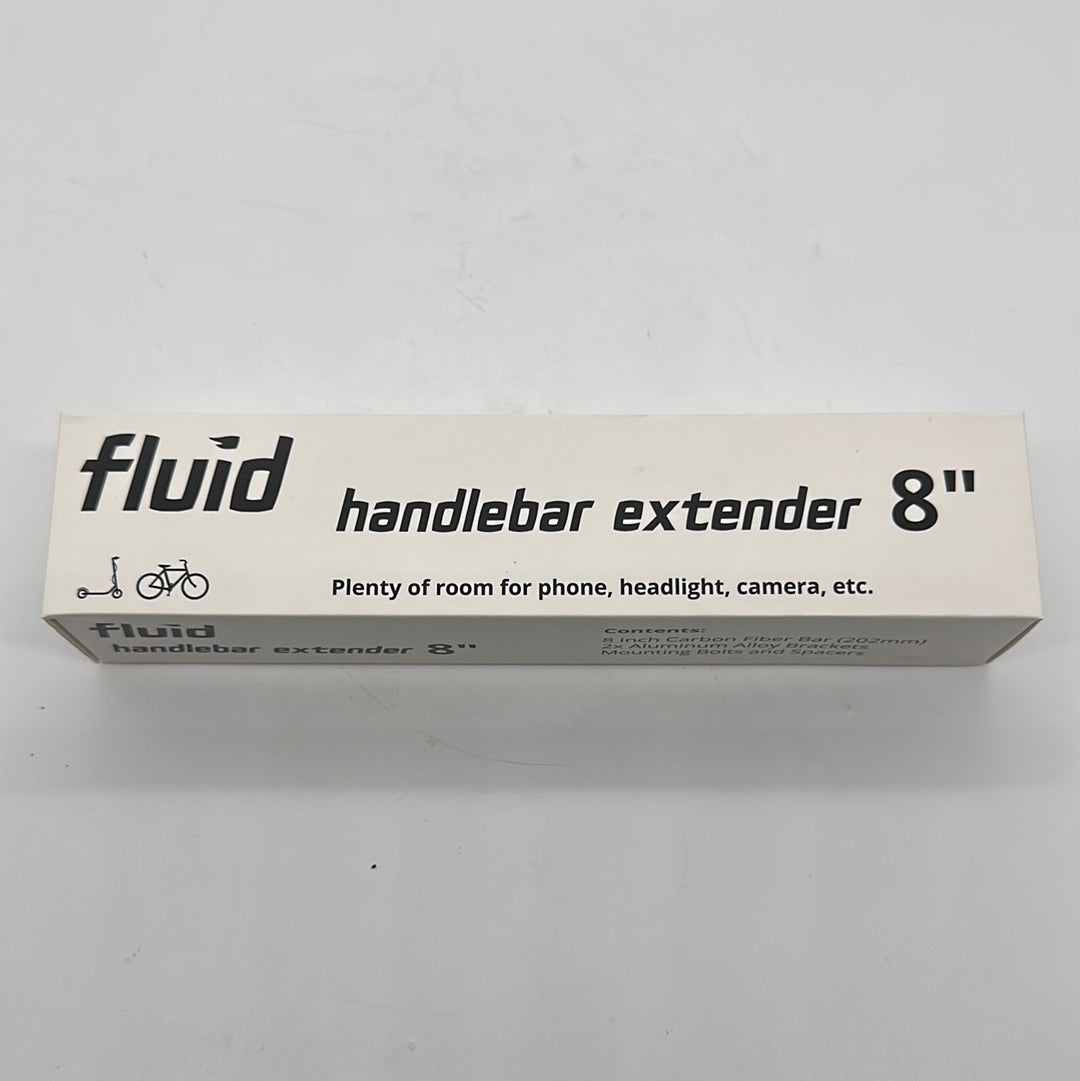 fluid
handlebar extender 8"
Plenty of room for phone, headlight, camera, etc.
fluid
handlebar extender 8"
Contents:
8 inch Carbon Fiber Bar (202mm)
2x Aluminum Alloy Brackets
Mounting Bolts and Spacers